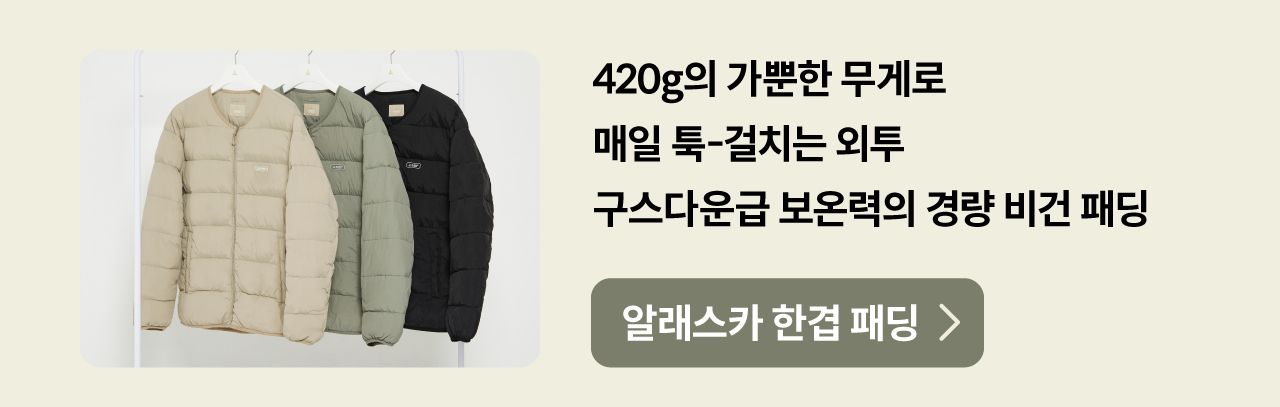 420g의 가뿐한 무게로
매일 툭-걸치는 외투
구스다운급 보온력의 경량 비건 패딩
알래스카 한겹 패딩